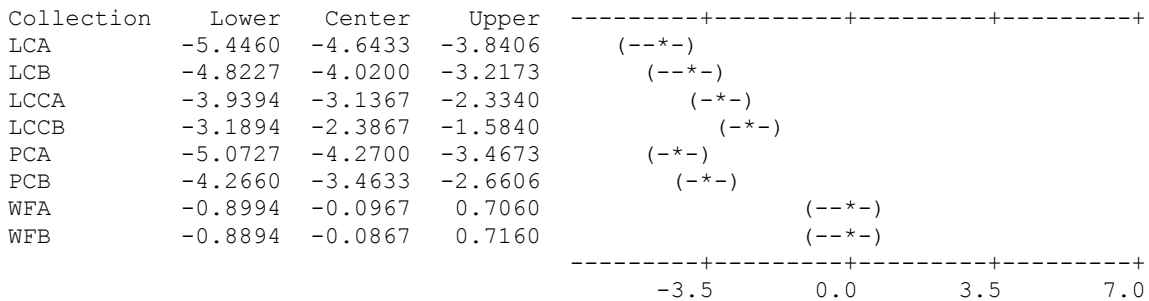 Collection    Lower   Center    Upper  ---------+---------+---------+---------+
LCA         -5.4460  -4.6433  -3.8406     (--*-)
LCB         -4.8227  -4.0200  -3.2173       (--*-)
LCCA        -3.9394  -3.1367  -2.3340          (-*-)
LCCB        -3.1894  -2.3867  -1.5840            (-*-)
PCA         -5.0727  -4.2700  -3.4673       (-*-)
PCB         -4.2660  -3.4633  -2.6606         (-*-)
WFA         -0.8994  -0.0967   0.7060                  (--*-)
WFB         -0.8894  -0.0867   0.7160                  (--*-)
                                       ---------+---------+---------+---------+
                                             -3.5       0.0       3.5       7.0